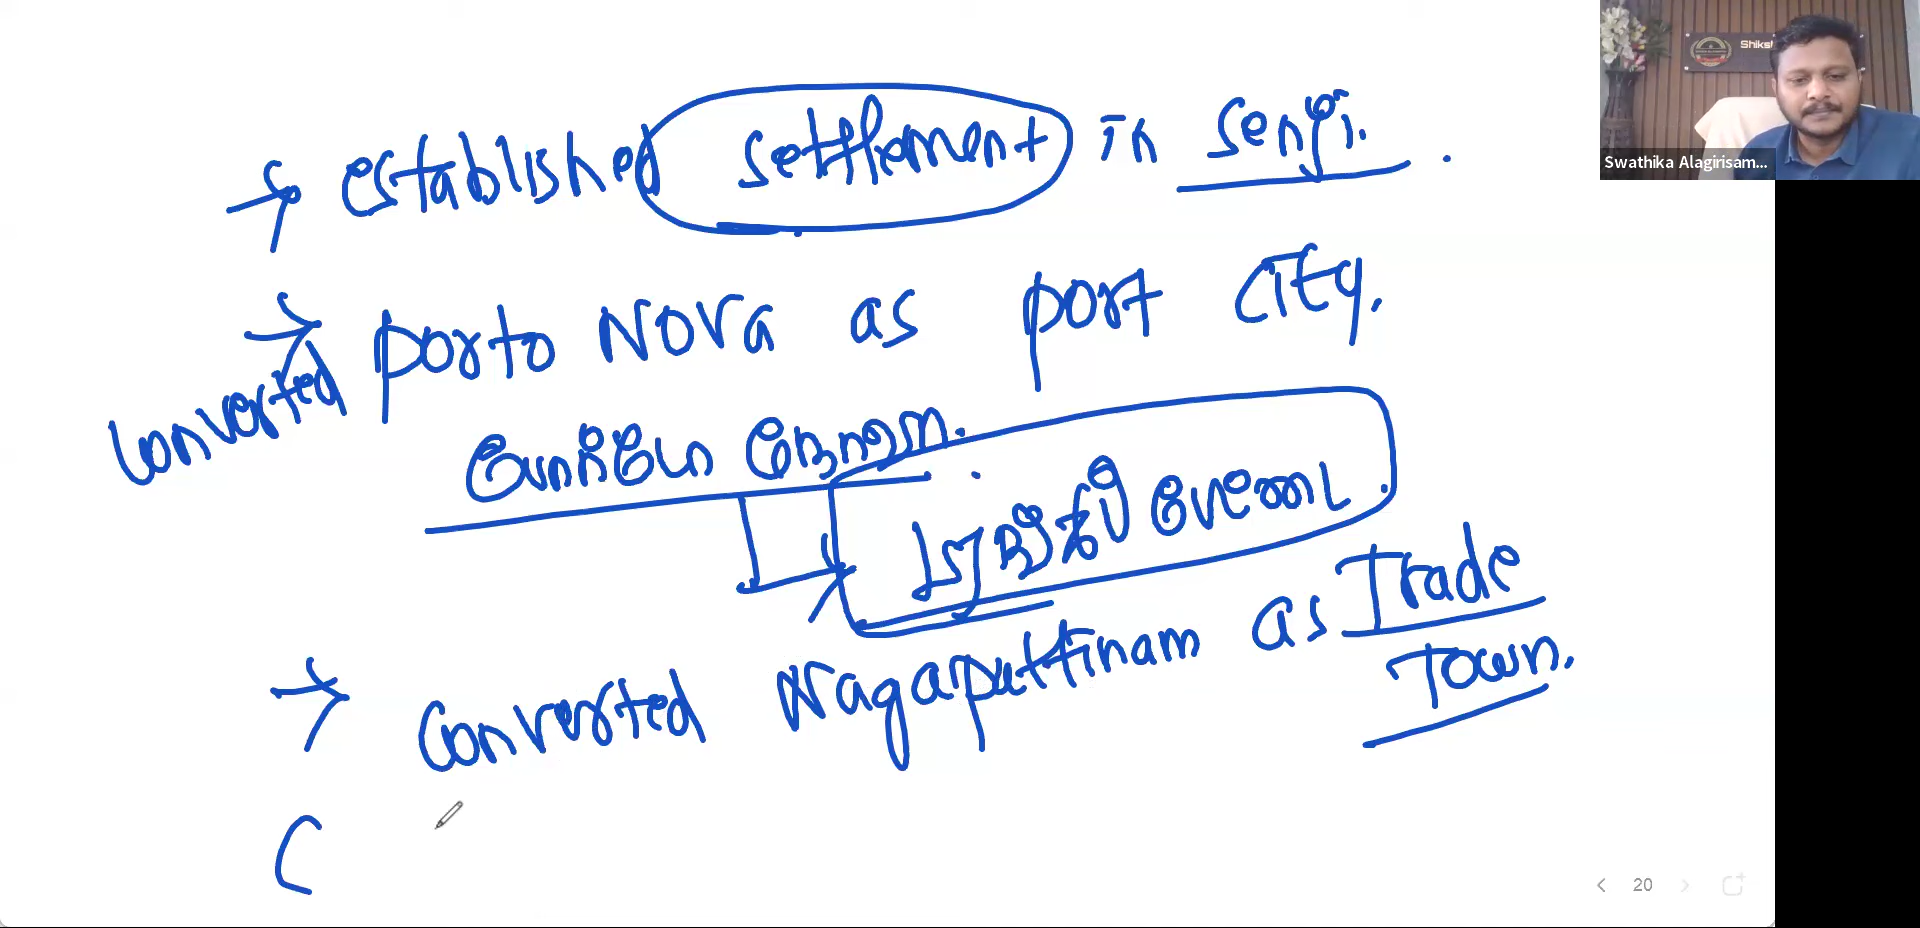 Shiks
Swathika Alagirisam...
→ established settlement in senji.
→ converted porto Nova as port city.
போர்டோ நோவா.
பரங்கிப் பேட்டை.
→ converted Nagapattinam as Trade
Town.
C
20